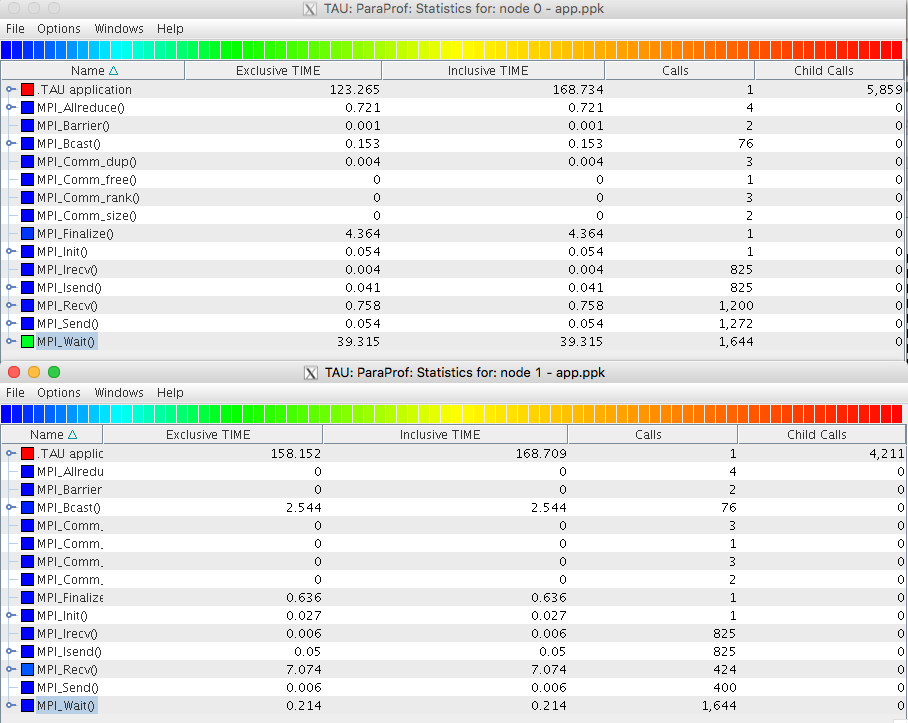 TAU: ParaProf: Statistics for: node 0 - app.ppk
File Options Windows Help
Name Exclusive TIME Inclusive TIME Calls Child Calls
.TAU application 123.265 168.734 1 5,859
MPI_Allreduce() 0.721 0.721 4 0
MPI_Barrier() 0.001 0.001 2 0
MPI_Bcast() 0.153 0.153 76 0
MPI_Comm_dup() 0.004 0.004 3 0
MPI_Comm_free() 0 0 1 0
MPI_Comm_rank() 0 0 3 0
MPI_Comm_size() 0 0 2 0
MPI_Finalize() 4.364 4.364 1 0
MPI_Init() 0.054 0.054 1 0
MPI_Irecv() 0.004 0.004 825 0
MPI_Isend() 0.041 0.041 825 0
MPI_Recv() 0.758 0.758 1,200 0
MPI_Send() 0.054 0.054 1,272 0
MPI_Wait() 39.315 39.315 1,644 0
TAU: ParaProf: Statistics for: node 1 - app.ppk
File Options Windows Help
Name Exclusive TIME Inclusive TIME Calls Child Calls
.TAU applic 158.152 168.709 1 4,211
MPI_Allredu 0 0 4 0
MPI_Barrier 0 0 2 0
MPI_Bcast() 2.544 2.544 76 0
MPI_Comm_ 0 0 3 0
MPI_Comm_ 0 0 1 0
MPI_Comm_ 0 0 3 0
MPI_Comm_ 0 0 2 0
MPI_Finalize 0.636 0.636 1 0
MPI_Init() 0.027 0.027 1 0
MPI_Irecv() 0.006 0.006 825 0
MPI_Isend() 0.05 0.05 825 0
MPI_Recv() 7.074 7.074 424 0
MPI_Send() 0.006 0.006 400 0
MPI_Wait() 0.214 0.214 1,644 0